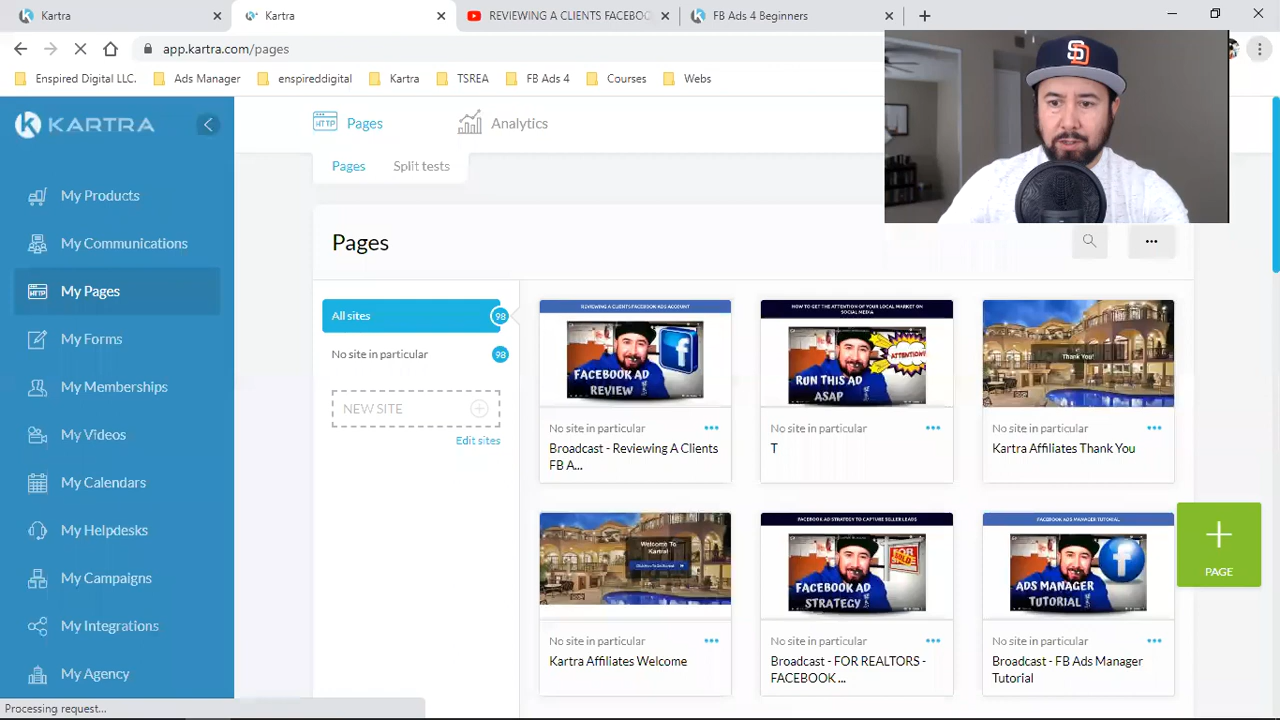 Kartra
Kartra
REVIEWING A CLIENTS FACEBOO
FB Ads 4 Beginners
app.kartra.com/pages
Enspired Digital LLC.
Ads Manager
enspireddigital
Kartra
TSREA
FB Ads 4
Courses
Webs
KARTRA
Pages
Analytics
Pages
Split tests
SD
My Products
My Communications
My Pages
My Forms
My Memberships
My Videos
My Calendars
My Helpdesks
My Campaigns
My Integrations
My Agency
Pages
All sites
98
No site in particular
98
NEW SITE
Edit sites
REVIEWING A CLIENTS FACEBOOK ADS ACCOUNT
FACEBOOK AD
REVIEW
No site in particular
Broadcast - Reviewing A Clients
FB A...
HOW TO GET THE ATTENTION OF YOUR LOCAL MARKET ON
SOCIAL MEDIA
ATTENTION!
RUN THIS AD
ASAP
No site in particular
T
Thank You!
No site in particular
Kartra Affiliates Thank You
Welcome To
Kartra!
No site in particular
Kartra Affiliates Welcome
FACEBOOK AD STRATEGY TO CAPTURE SELLER LEADS
FOR
FACEBOOK AD
STRATEGY
No site in particular
Broadcast - FOR REALTORS -
FACEBOOK ...
FACEBOOK ADS MANAGER TUTORIAL
ADS MANAGER
TUTORIAL
No site in particular
Broadcast - FB Ads Manager
Tutorial
PAGE
Processing request...